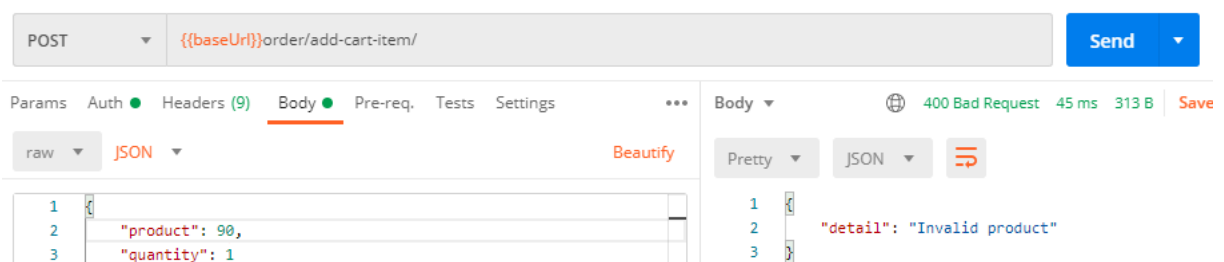 POST {{baseUrl}}order/add-cart-item/ Send
Params Auth Headers (9) Body Pre-req. Tests Settings ••• Body 400 Bad Request 45 ms 313 B Save
raw JSON Beautify Pretty JSON
1 {
2 "product": 90,
3 "quantity": 1
1 {
2 "detail": "Invalid product"
3 }